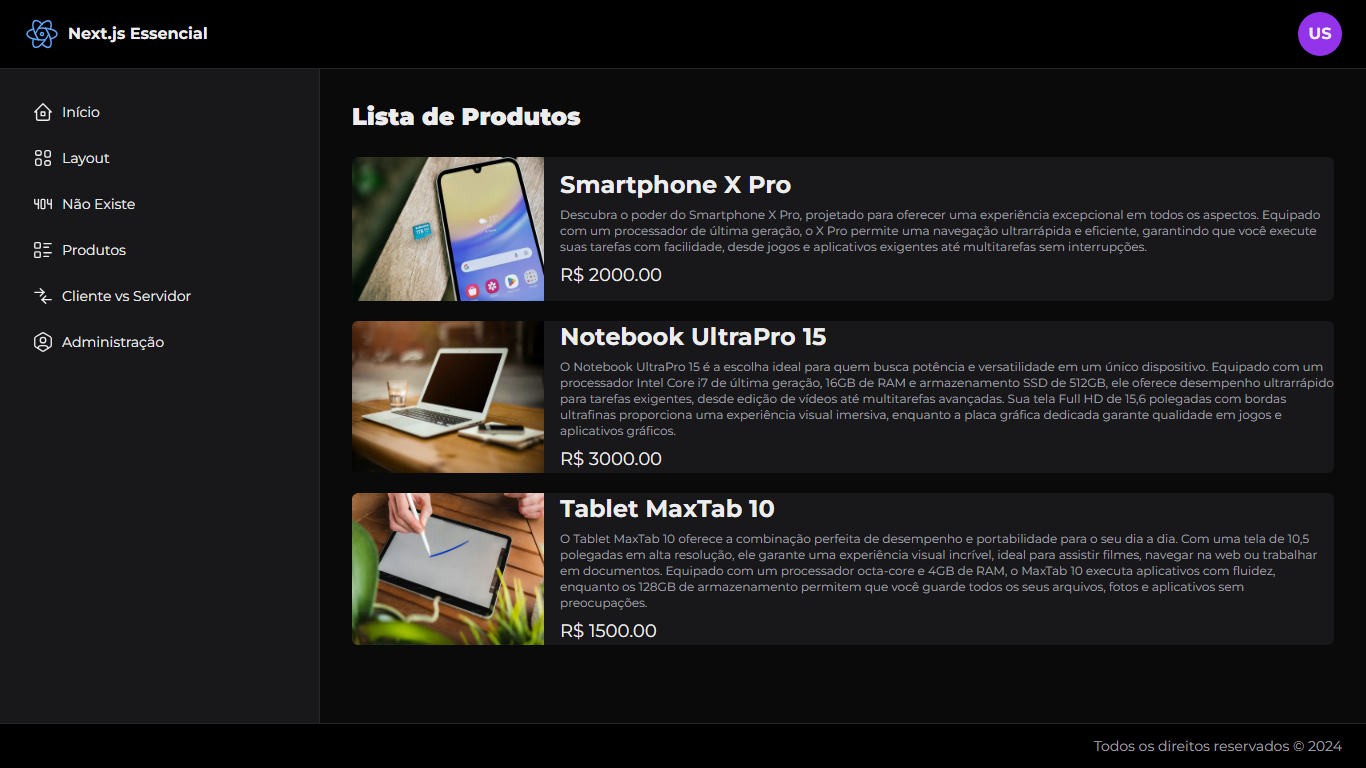 Next.js Essencial
US
Início
Layout
404 Não Existe
Produtos
Cliente vs Servidor
Administração
Lista de Produtos
Smartphone X Pro
Descubra o poder do Smartphone X Pro, projetado para oferecer uma experiência excepcional em todos os aspectos. Equipado
com um processador de última geração, o X Pro permite uma navegação ultrarrápida e eficiente, garantindo que você execute
suas tarefas com facilidade, desde jogos e aplicativos exigentes até multitarefas sem interrupções.
R$ 2000.00
Notebook UltraPro 15
O Notebook UltraPro 15 é a escolha ideal para quem busca potência e versatilidade em um único dispositivo. Equipado com um
processador Intel Core i7 de última geração, 16GB de RAM e armazenamento SSD de 512GB, ele oferece desempenho ultrarrápido
para tarefas exigentes, desde edição de vídeos até multitarefas avançadas. Sua tela Full HD de 15,6 polegadas com bordas
ultrafinas proporciona uma experiência visual imersiva, enquanto a placa gráfica dedicada garante qualidade em jogos e
aplicativos gráficos.
R$ 3000.00
Tablet MaxTab 10
O Tablet MaxTab 10 oferece a combinação perfeita de desempenho e portabilidade para o seu dia a dia. Com uma tela de 10,5
polegadas em alta resolução, ele garante uma experiência visual incrível, ideal para assistir filmes, navegar na web ou trabalhar
em documentos. Equipado com um processador octa-core e 4GB de RAM, o MaxTab 10 executa aplicativos com fluidez,
enquanto os 128GB de armazenamento permitem que você guarde todos os seus arquivos, fotos e aplicativos sem
preocupações.
R$ 1500.00
Todos os direitos reservados © 2024